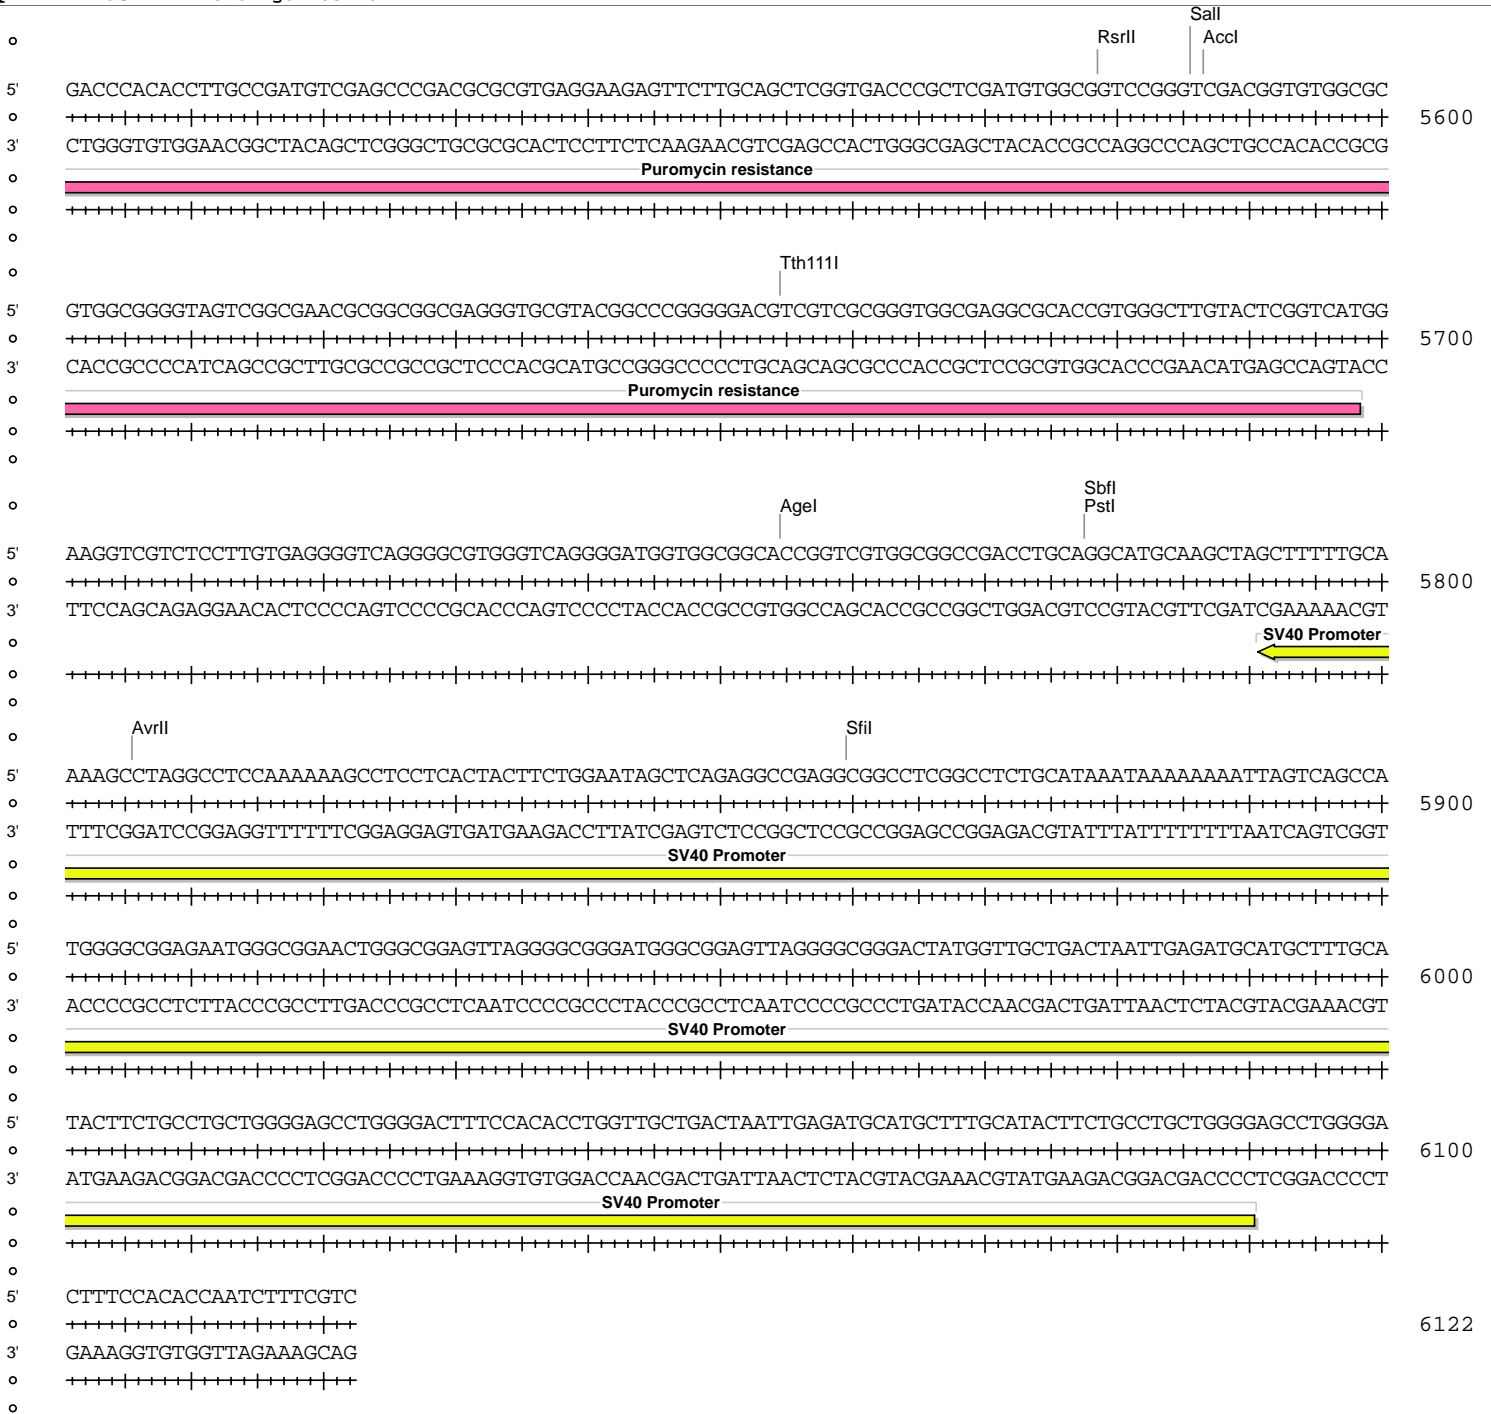 SalI
RsrII AccI
5' GACCCACACCTTGCCGATGTCGAGCCCGACGCGCGTGAGGAAGAGTTCTTGCAGCTCGGTGACCCGCTCGATGTGGCGGTCCGGGTCGACGGTGTGGCGC
5600
3' CTGGGTGTGGAACGGCTACAGCTCGGGCTGCGCGCACTCCTTCTCAAGAACGTCGAGCCACTGGGCGAGCTACACCGCCAGGCCCAGCTGCCACACCGCG
Puromycin resistance
Tth111I
5' GTGGCGGGGTAGTCGGCGAACGCGGCGGCGAGGGTGCGTACGGCCCGGGGGACGTCGTCGCGGGTGGCGAGGCGCACCGTGGGCTTGTACTCGGTCATGG
5700
3' CACCGCCCCATCAGCCGCTTGCGCCGCCGCTCCCACGCATGCCGGGCCCCCTGCAGCAGCGCCCACCGCTCCGCGTGGCACCCGAACATGAGCCAGTACC
Puromycin resistance
SbfI
AgeI PstI
5' AAGGTCGTCTCCTTGTGAGGGGTCAGGGGCGTGGGTCAGGGGATGGTGGCGGCACCGGTCGTGGCGGCCGACCTGCAGGCATGCAAGCTAGCTTTTTGCA
5800
3' TTCCAGCAGAGGAACACTCCCCAGTCCCCGCACCCAGTCCCCTACCACCGCCGTGGCCAGCACCGCCGGCTGGACGTCCGTACGTTCGATCGAAAAACGT
SV40 Promoter
AvrII SfiI
5' AAAGCCTAGGCCTCCAAAAAAGCCTCCTCACTACTTCTGGAATAGCTCAGAGGCCGAGGCGGCCTCGGCCTCTGCATAAATAAAAAAAATTAGTCAGCCA
5900
3' TTTCGGATCCGGAGGTTTTTTCGGAGGAGTGATGAAGACCTTATCGAGTCTCCGGCTCCGCCGGAGCCGGAGACGTATTTATTTTTTTTAATCAGTCGGT
SV40 Promoter
5' TGGGGCGGAGAATGGGCGGAACTGGGCGGAGTTAGGGGCGGGATGGGCGGAGTTAGGGGCGGGACTATGGTTGCTGACTAATTGAGATGCATGCTTTGCA
6000
3' ACCCCGCCTCTTACCCGCCTTGACCCGCCTCAATCCCCGCCCTACCCGCCTCAATCCCCGCCCTGATACCAACGACTGATTAACTCTACGTACGAAACGT
SV40 Promoter
5' TACTTCTGCCTGCTGGGGAGCCTGGGGACTTTCCACACCTGGTTGCTGACTAATTGAGATGCATGCTTTGCATACTTCTGCCTGCTGGGGAGCCTGGGGA
6100
3' ATGAAGACGGACGACCCCTCGGACCCCTGAAAGGTGTGGACCAACGACTGATTAACTCTACGTACGAAACGTATGAAGACGGACGACCCCTCGGACCCCT
SV40 Promoter
5' CTTTCCACACCAATCTTTCGTC
6122
3' GAAAGGTGTGGTTAGAAAGCAG